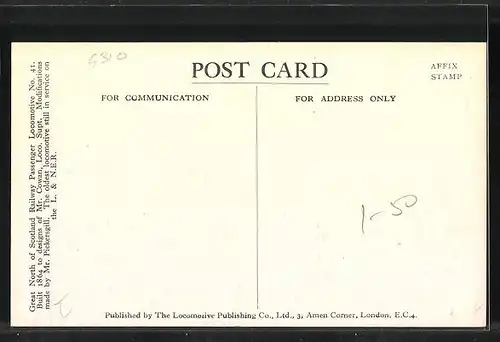 G310
POST CARD
AFFIX
STAMP
FOR COMMUNICATION
FOR ADDRESS ONLY
Great North of Scotland Railway Passenger Locomotive No. 41.
Built 1864 to designs of Mr. Cowan, Loco. Supt. Modifications
made by Mr. Pickersgill. The oldest locomotive still in service on
the L. & N.E.R.
1-50
Published by The Locomotive Publishing Co., Ltd., 3, Amen Corner, London, E.C.4.